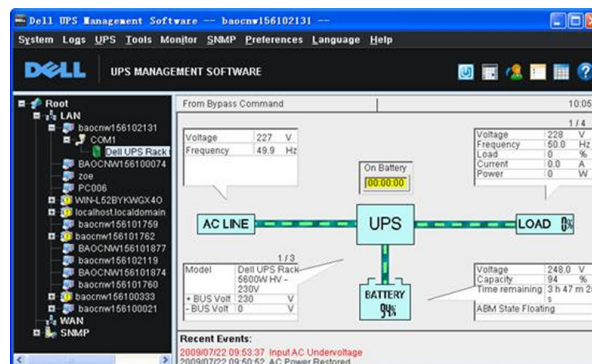 Dell UPS Management Software -- baocnw156102131 --
System Logs UPS Tools Monitor SNMP Preferences Language Help
DELL UPS MANAGEMENT SOFTWARE
Root
LAN
baocnw156102131
COM1
Dell UPS Rack
BAOCNW156100074
zoe
PC006
WIN-L52BYKWGX4O
localhost.localdomain
baocnw156101759
baocnw156101762
BAOCNW156101877
baocnw156102119
BAOCNW156101874
baocnw156101760
baocnw156100333
baocnw156100021
WAN
SNMP
From Bypass Command 10:05
Voltage 227 V
Frequency 49.9 Hz
On Battery
00:00:00
1 / 4
Voltage 228 V
Frequency 50.0 Hz
Load 0 %
Current 0.0 A
Power 0 W
AC LINE UPS LOAD 0%
1 / 3
Model Dell UPS Rack
5600W HV -
230V
+ BUS Volt 230 V
- BUS Volt 0 V
BATTERY
94%
Voltage 248.0 V
Capacity 94 %
Time remaining 3 h 47 m
s
ABM State Floating
Recent Events:
2009/07/22 09:53:37 Input AC Undervoltage
2009/07/22 09:50:52 AC Power Restored